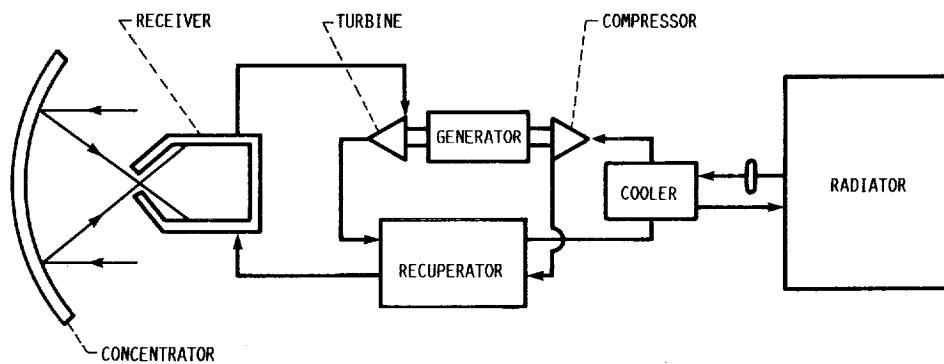 RECEIVER
TURBINE
COMPRESSOR
GENERATOR
COOLER
RADIATOR
RECUPERATOR
CONCENTRATOR